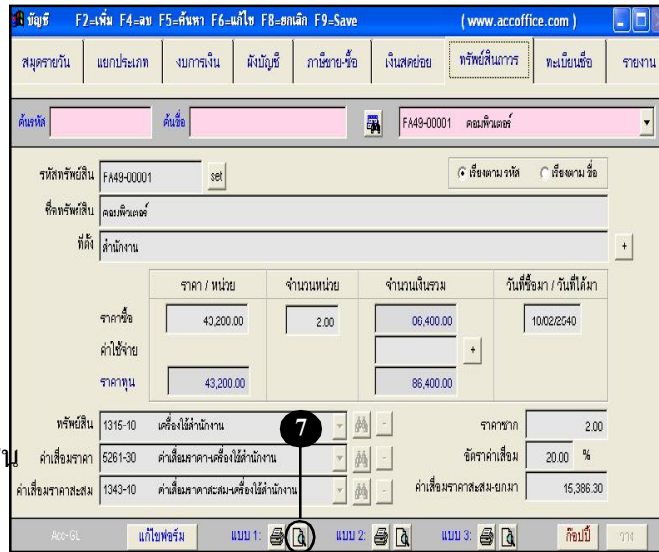 บัญชี F2=เพิ่ม F4=ลบ F5=ค้นหา F6=แก้ไข F8=ยกเลิก F9=Save ( www.accoffice.com )
สมุดรายวัน แยกประเภท งบการเงิน ผังบัญชี ภาษีขาย-ซื้อ เงินสดย่อย ทรัพย์สินถาวร ทะเบียนชื่อ รายงาน
ค้นรหัส ค้นชื่อ FA49-00001 คอมพิวเตอร์
รหัสทรัพย์สิน FA49-00001 set เรียงตาม รหัส เรียงตาม ชื่อ
ชื่อทรัพย์สิน คอมพิวเตอร์
ที่ตั้ง สำนักงาน +
ราคา / หน่วย จำนวนหน่วย จำนวนเงินรวม วันที่ซื้อมา / วันที่ได้มา
ราคาซื้อ 43,200.00 2.00 86,400.00 10/02/2540
ค่าใช้จ่าย +
ราคาทุน 43,200.00 86,400.00
ทรัพย์สิน 1315-10 เครื่องใช้สำนักงาน - ราคาซาก 2.00
7
น ค่าเสื่อมราคา 5261-30 ค่าเสื่อมราคา-เครื่องใช้สำนักงาน - อัตราค่าเสื่อม 20.00 %
ค่าเสื่อมราคาสะสม 1343-10 ค่าเสื่อมราคาสะสม-เครื่องใช้สำนักงาน - ค่าเสื่อมราคาสะสม-ยกมา 15,386.30
Acc-GL แก้ไขฟอร์ม แบบ 1: แบบ 2: แบบ 3: ก๊อปปี้ วาง